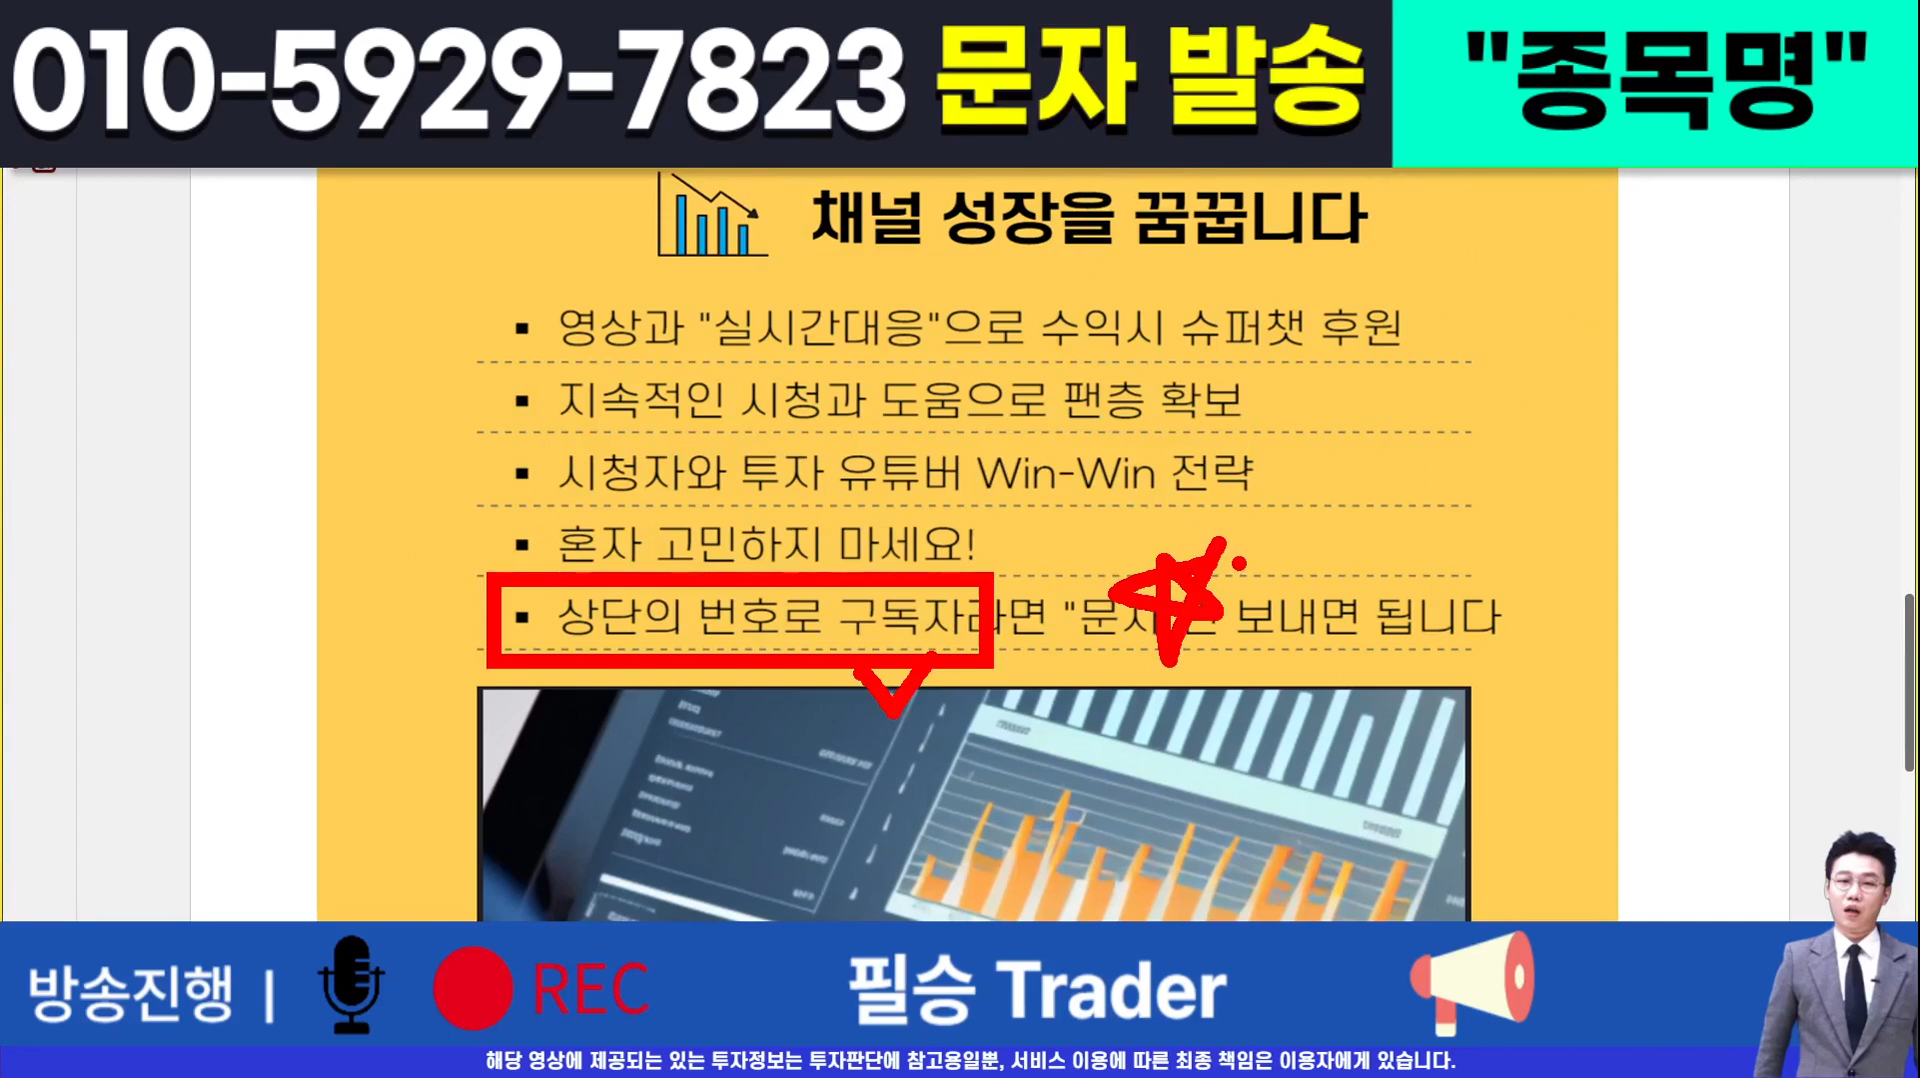 010-5929-7823 문자 발송 "종목명"
채널 성장을 꿈꿉니다
▪ 영상과 "실시간대응"으로 수익시 슈퍼챗 후원
▪ 지속적인 시청과 도움으로 팬층 확보
▪ 시청자와 투자 유튜버 Win-Win 전략
▪ 혼자 고민하지 마세요!
▪ 상단의 번호로 구독자라면 "문자" 보내면 됩니다
방송진행 | REC 필승 Trader
해당 영상에 제공되는 있는 투자정보는 투자판단에 참고용일뿐, 서비스 이용에 따른 최종 책임은 이용자에게 있습니다.